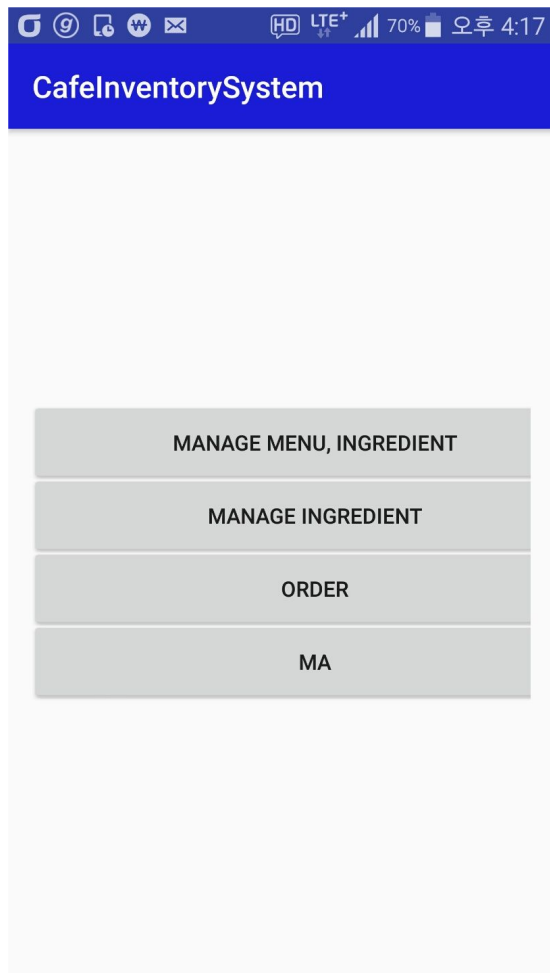 HD LTE+ 70% 오후 4:17
CafeInventorySystem
MANAGE MENU, INGREDIENT
MANAGE INGREDIENT
ORDER
MA